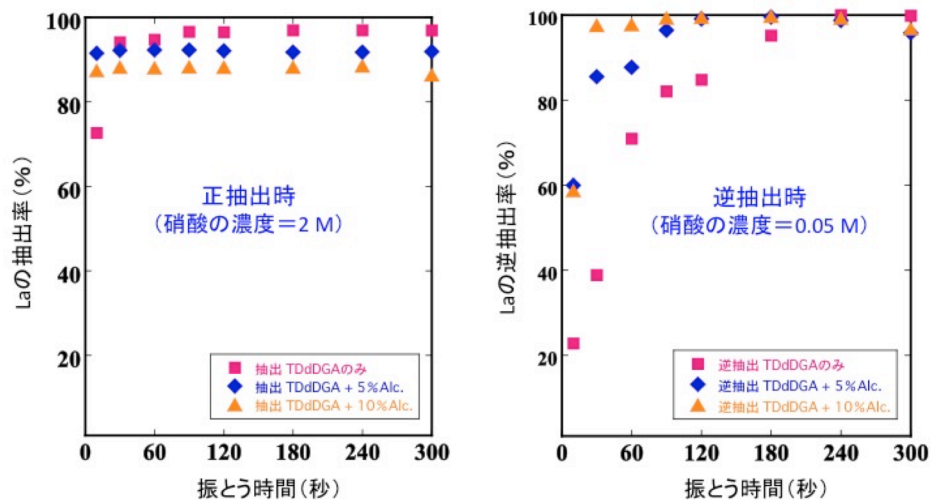 Laの抽出率(%)
100
80
60
40
20
0
60
120
180
240
300
振とう時間(秒)
正抽出時
(硝酸の濃度=2 M)
抽出 TDdDGAのみ
抽出 TDdDGA + 5%Alc.
抽出 TDdDGA + 10%Alc.
Laの逆抽出率(%)
100
80
60
40
20
0
60
120
180
240
300
振とう時間(秒)
逆抽出時
(硝酸の濃度=0.05 M)
逆抽出 TDdDGAのみ
逆抽出 TDdDGA + 5%Alc.
逆抽出 TDdDGA + 10%Alc.